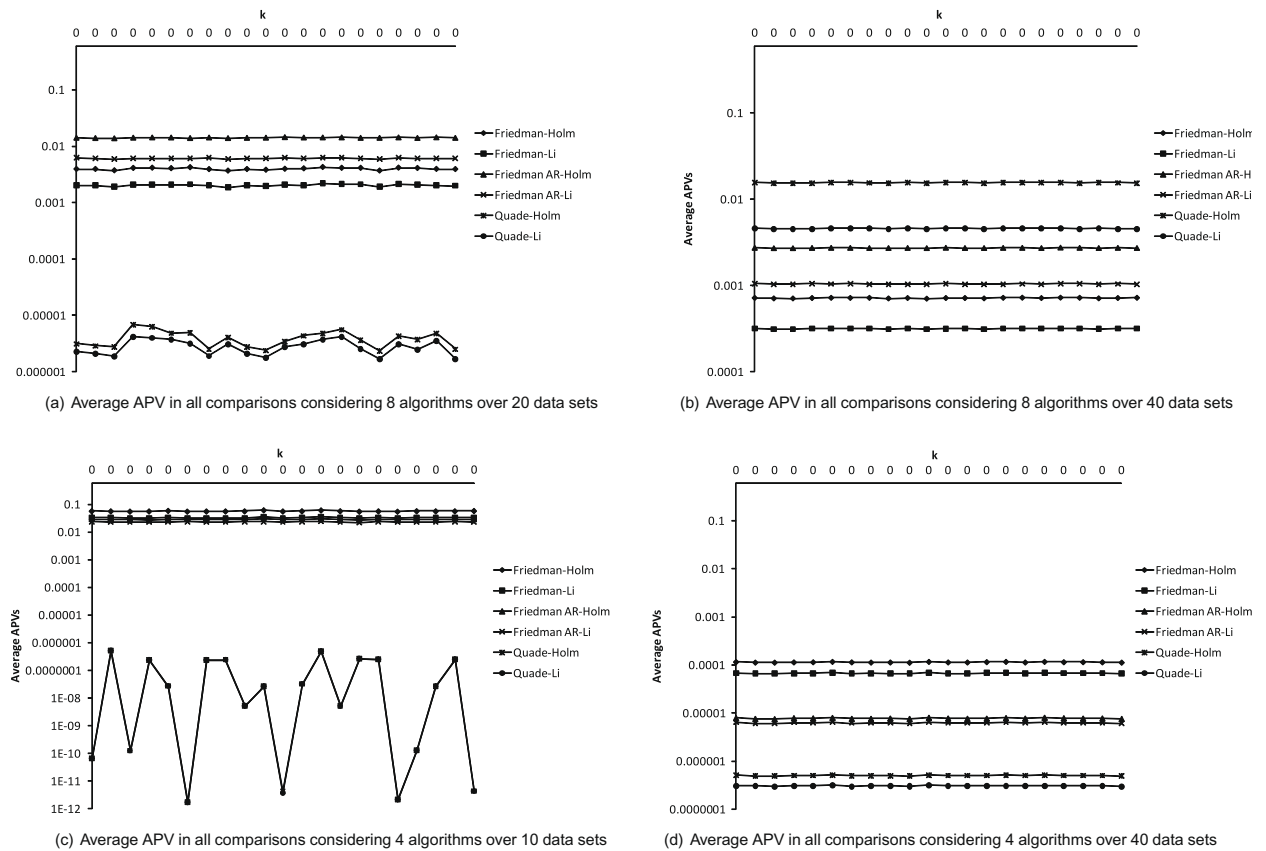 k
0 0 0 0 0 0 0 0 0 0 0 0 0 0 0 0 0 0 0 0 0
0.1
0.01
0.001
0.0001
0.00001
0.000001
Friedman-Holm
Friedman-Li
Friedman AR-Holm
Friedman AR-Li
Quade-Holm
Quade-Li
(a) Average APV in all comparisons considering 8 algorithms over 20 data sets
k
0 0 0 0 0 0 0 0 0 0 0 0 0 0 0 0 0 0 0 0 0
Average APVs
0.1
0.01
0.001
0.0001
Friedman-Holm
Friedman-Li
Friedman AR-H
Friedman AR-Li
Quade-Holm
Quade-Li
(b) Average APV in all comparisons considering 8 algorithms over 40 data sets
k
0 0 0 0 0 0 0 0 0 0 0 0 0 0 0 0 0 0 0 0 0
Average APVs
0.1
0.01
0.001
0.0001
0.00001
0.000001
0.0000001
1E-08
1E-09
1E-10
1E-11
1E-12
Friedman-Holm
Friedman-Li
Friedman AR-Holm
Friedman AR-Li
Quade-Holm
Quade-Li
(c) Average APV in all comparisons considering 4 algorithms over 10 data sets
k
0 0 0 0 0 0 0 0 0 0 0 0 0 0 0 0 0 0 0 0 0
Average APVs
0.1
0.01
0.001
0.0001
0.00001
0.000001
0.0000001
Friedman-Holm
Friedman-Li
Friedman AR-Holm
Friedman AR-Li
Quade-Holm
Quade-Li
(d) Average APV in all comparisons considering 4 algorithms over 40 data sets